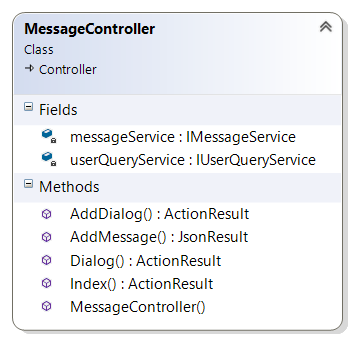 MessageController
Class
Controller
Fields
messageService : IMessageService
userQueryService : IUserQueryService
Methods
AddDialog() : ActionResult
AddMessage() : JsonResult
Dialog() : ActionResult
Index() : ActionResult
MessageController()